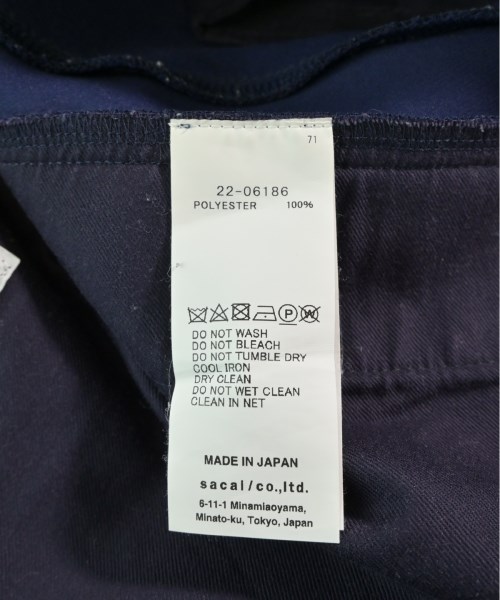 71
22-06186
POLYESTER 100%
P W
DO NOT WASH
DO NOT BLEACH
DO NOT TUMBLE DRY
COOL IRON
DRY CLEAN
DO NOT WET CLEAN
CLEAN IN NET
MADE IN JAPAN
sacai/co.,ltd.
6-11-1 Minamiaoyama,
Minato-ku, Tokyo, Japan